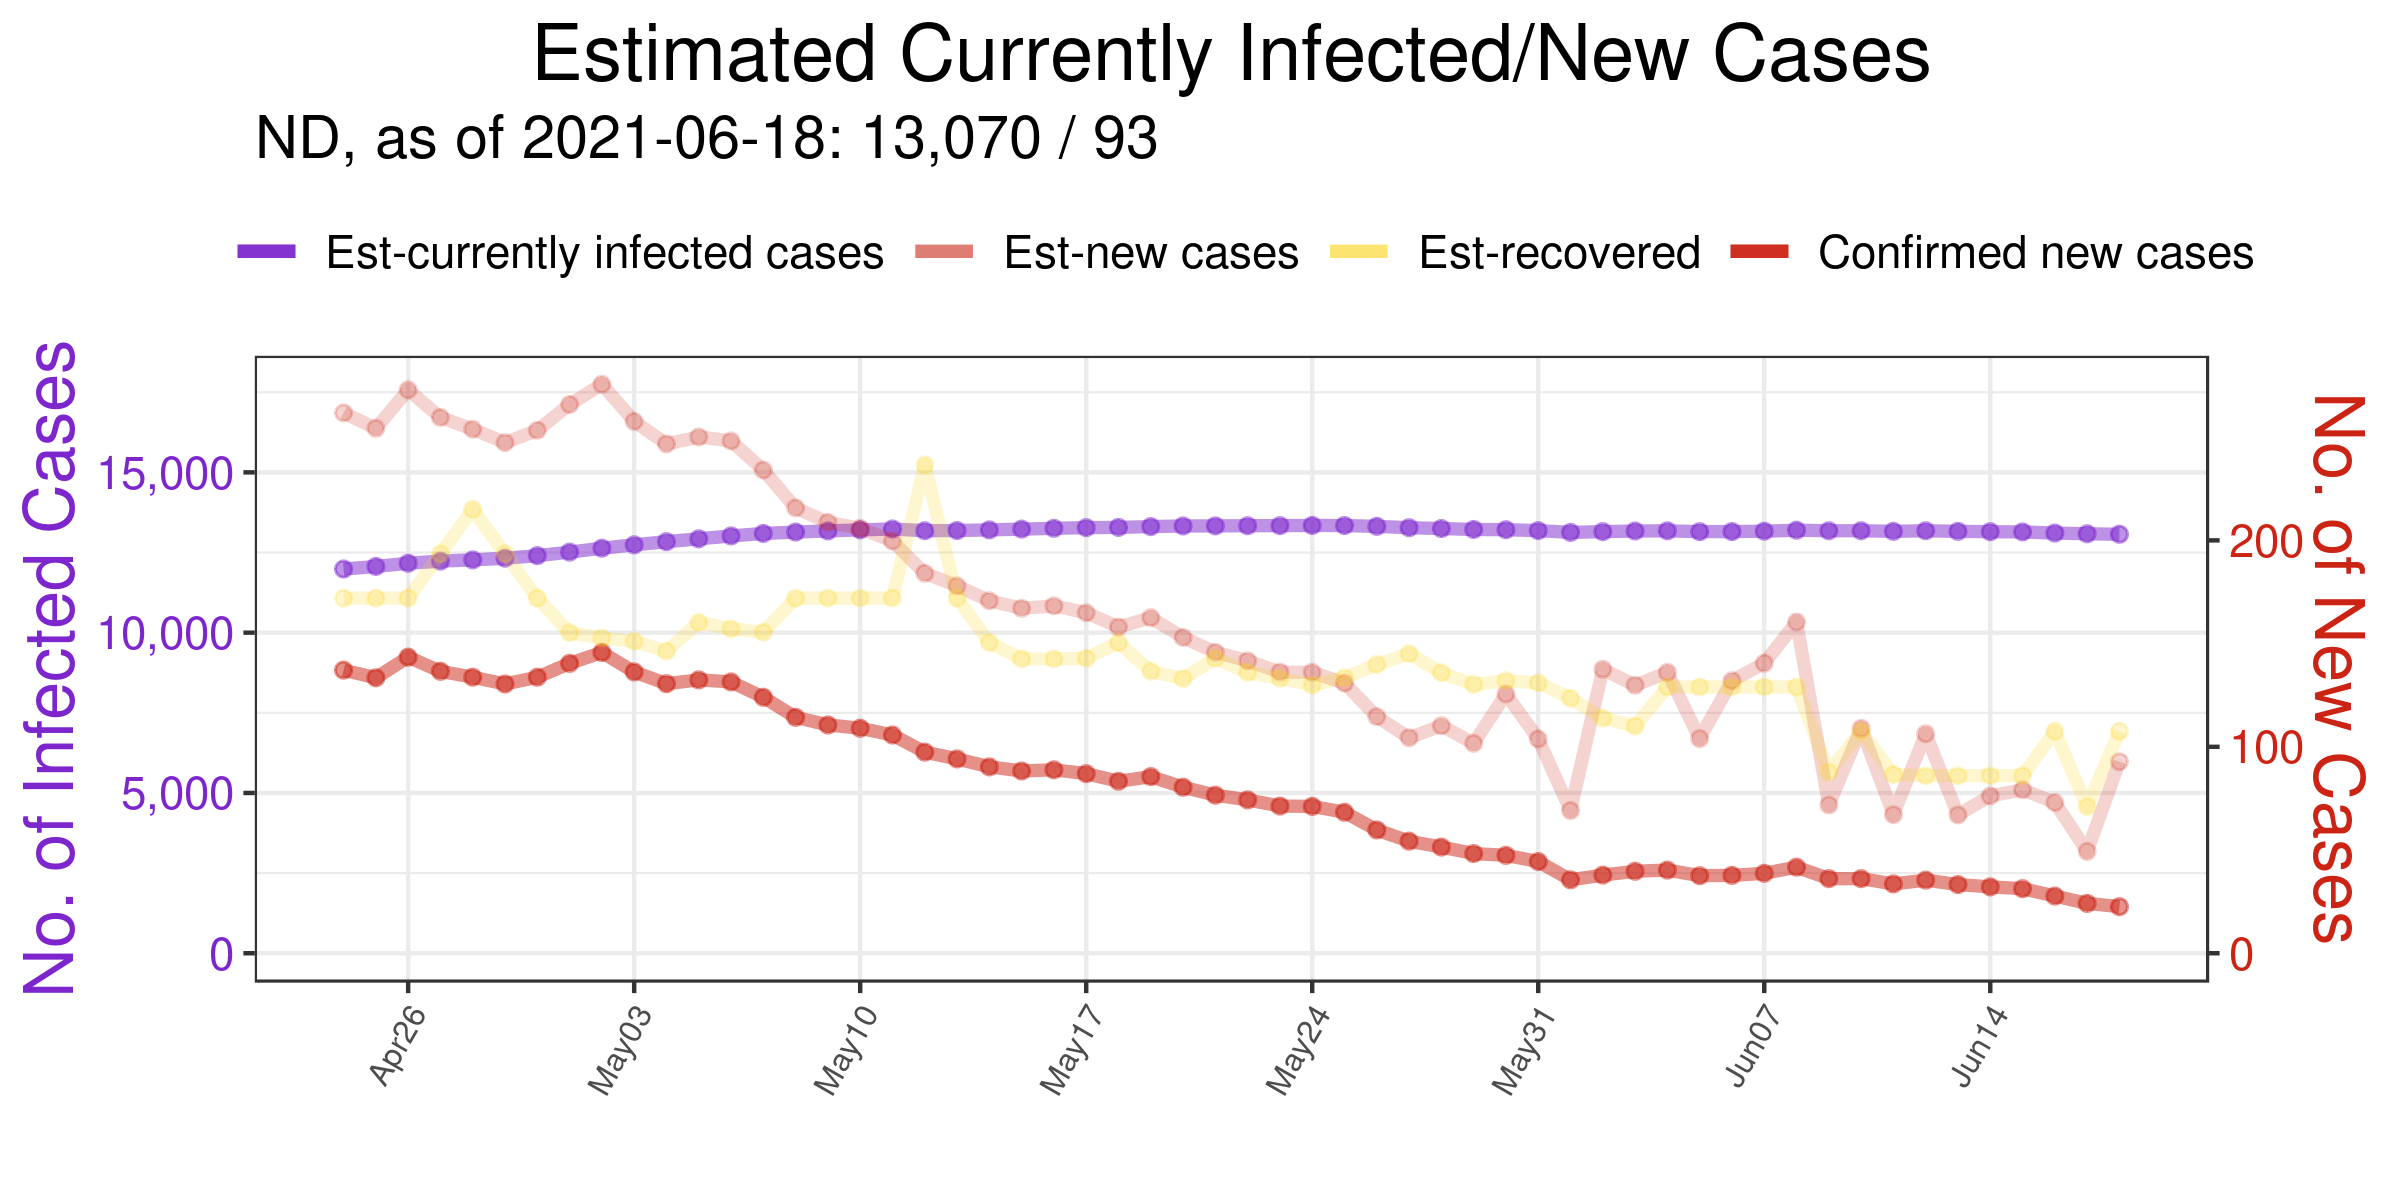 Estimated Currently Infected/New Cases
ND, as of 2021-06-18: 13,070 / 93
Est-currently infected cases Est-new cases Est-recovered Confirmed new cases
No. of Infected Cases
15,000
10,000
5,000
0
200
100
0
No. of New Cases
Apr26 May03 May10 May17 May24 May31 Jun07 Jun14